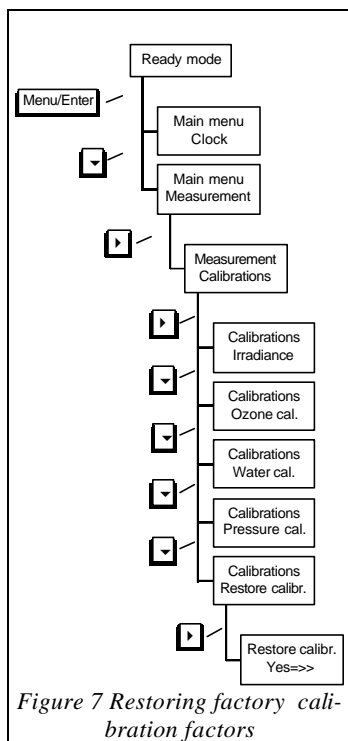 Ready mode
Menu/Enter
Main menu
Clock
Main menu
Measurement
Measurement
Calibrations
Calibrations
Irradiance
Calibrations
Ozone cal.
Calibrations
Water cal.
Calibrations
Pressure cal.
Calibrations
Restore calibr.
Restore calibr.
Yes=>>
Figure 7 Restoring factory cali-
bration factors